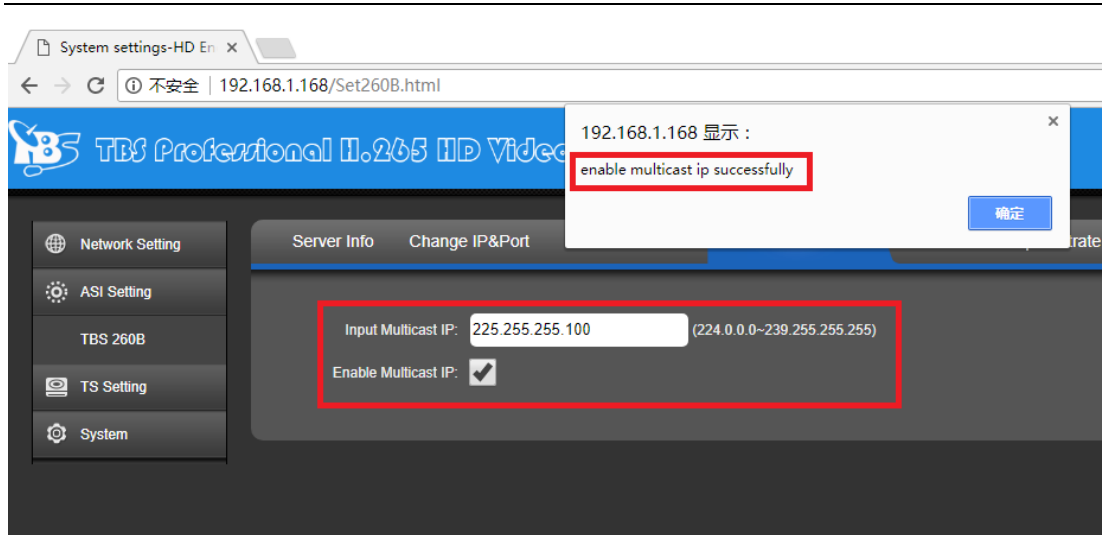 System settings-HD En
不安全 | 192.168.1.168/Set260B.html
TBS TBS Professional H.265 HD Video
192.168.1.168 显示：
enable multicast ip successfully
确定
Network Setting
Server Info Change IP&Port
trate
ASI Setting
TBS 260B
TS Setting
System
Input Multicast IP: 225.255.255.100 (224.0.0.0~239.255.255.255)
Enable Multicast IP: